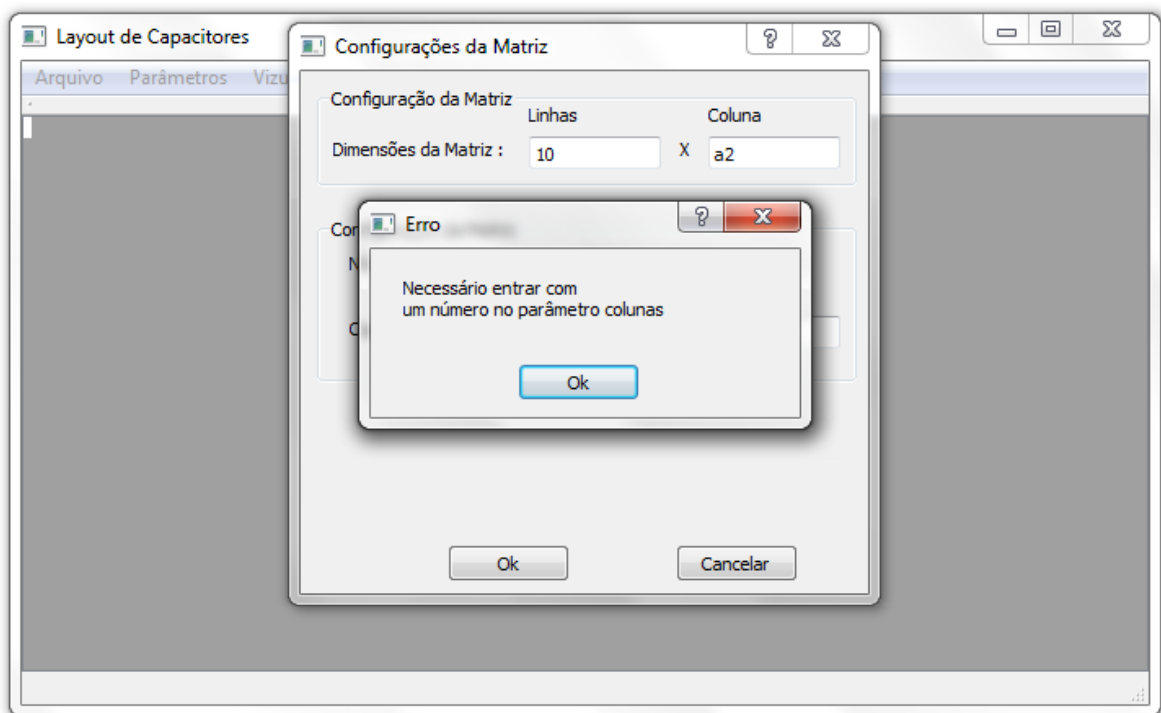 Layout de Capacitores
Configurações da Matriz
Arquivo Parâmetros Vizu
Configuração da Matriz
Linhas Coluna
Dimensões da Matriz : 10 X a2
Erro
Necessário entrar com
um número no parâmetro colunas
Ok
Ok Cancelar